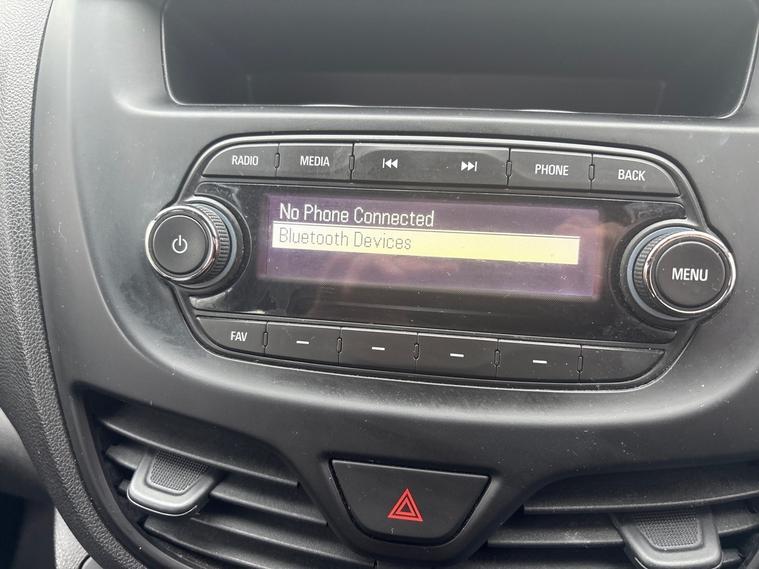 RADIO MEDIA PHONE BACK
No Phone Connected
Bluetooth Devices
MENU
FAV